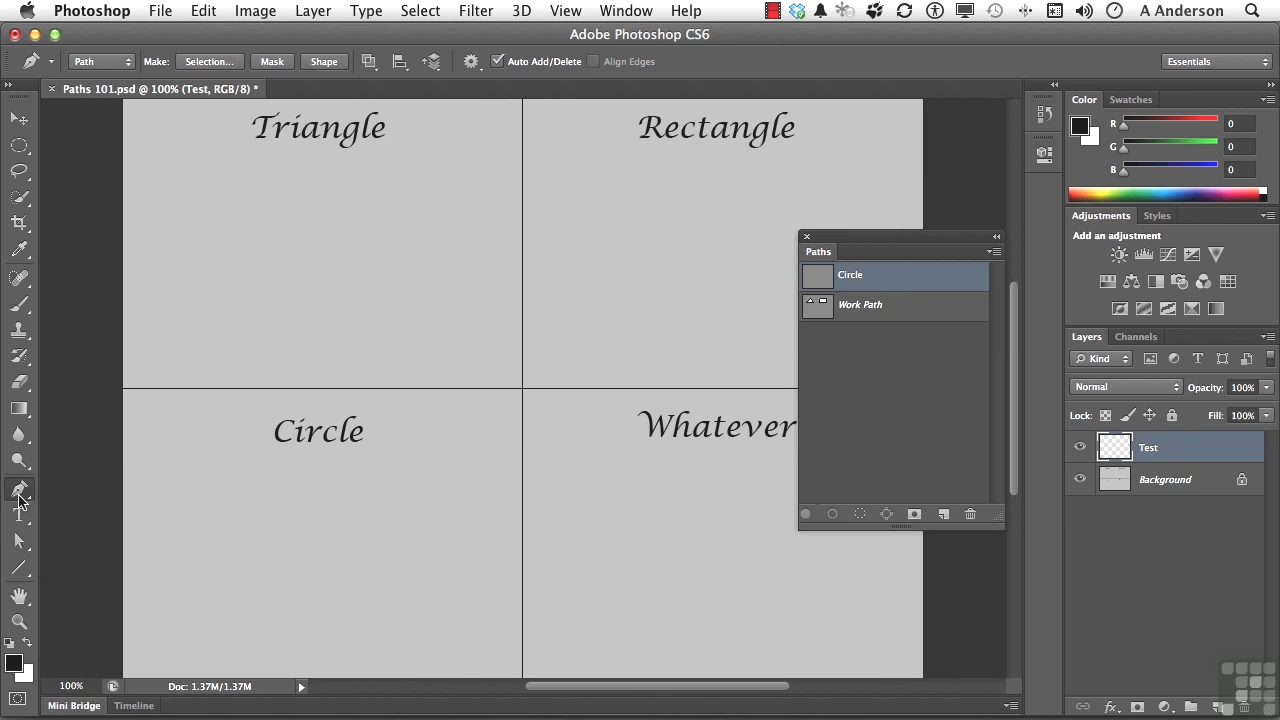 Photoshop File Edit Image Layer Type Select Filter 3D View Window Help A Anderson
Adobe Photoshop CS6
Path Make: Selection... Mask Shape Auto Add/Delete Align Edges Essentials
Paths 101.psd @ 100% (Test, RGB/8) *
Color Swatches
R 0
G 0
B 0
Triangle
Rectangle
Adjustments Styles
Add an adjustment
Paths
Circle
Work Path
Layers Channels
Kind
Normal Opacity: 100%
Lock: Fill: 100%
Test
Background
Circle
Whatever
100% Doc: 1.37M/1.37M
Mini Bridge Timeline